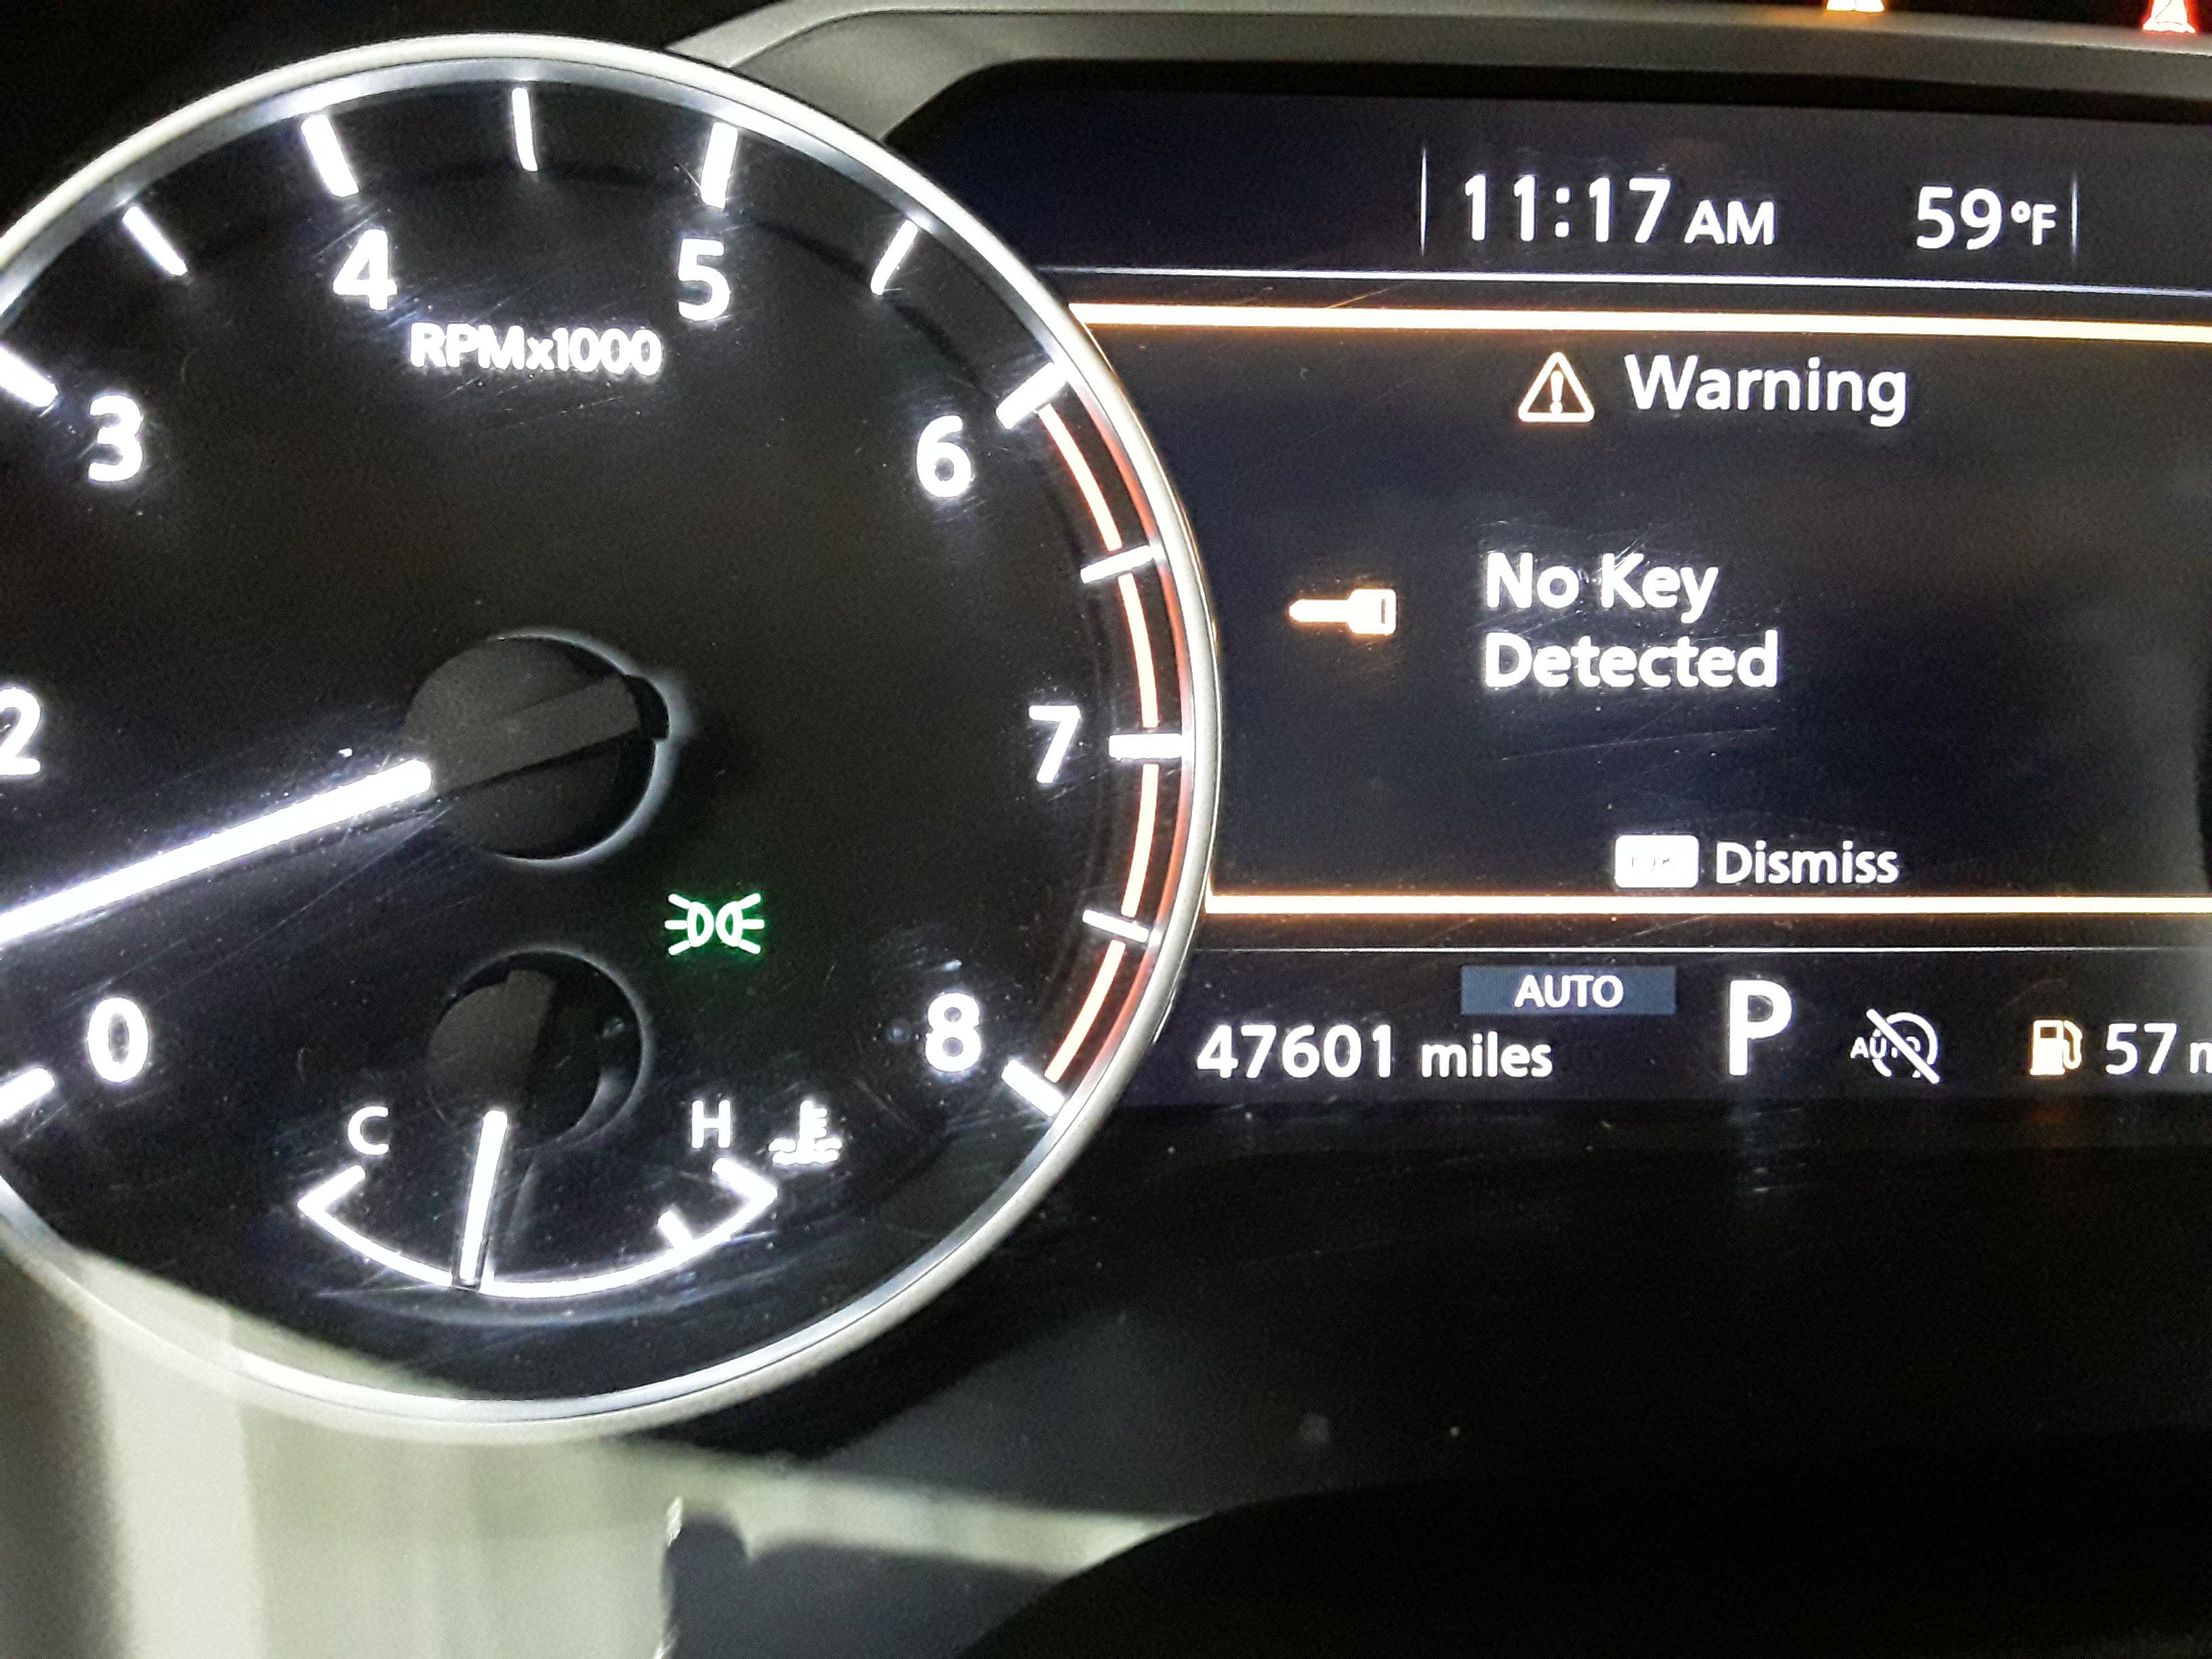 11:17 AM 59°F
4 5
RPMx1000
Warning
3 6
No Key
Detected
2 7
Dismiss
0 8
AUTO
47601 miles P AUTO 57
C H